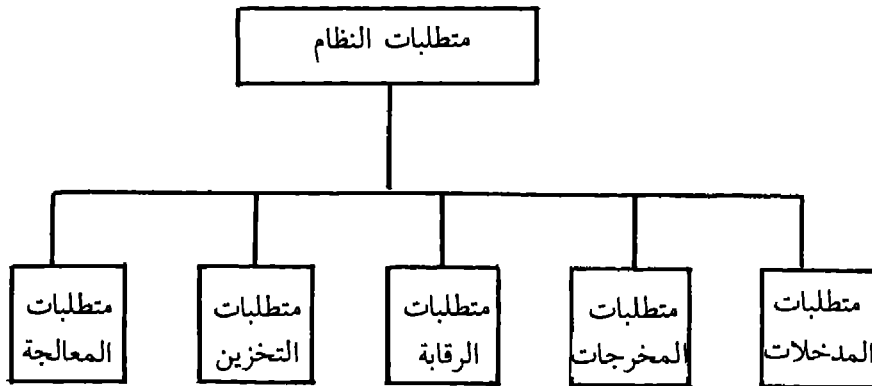 متطلبات النظام
متطلبات
المدخلات
متطلبات
المخرجات
متطلبات
الرقابة
متطلبات
التخزين
متطلبات
المعالجة